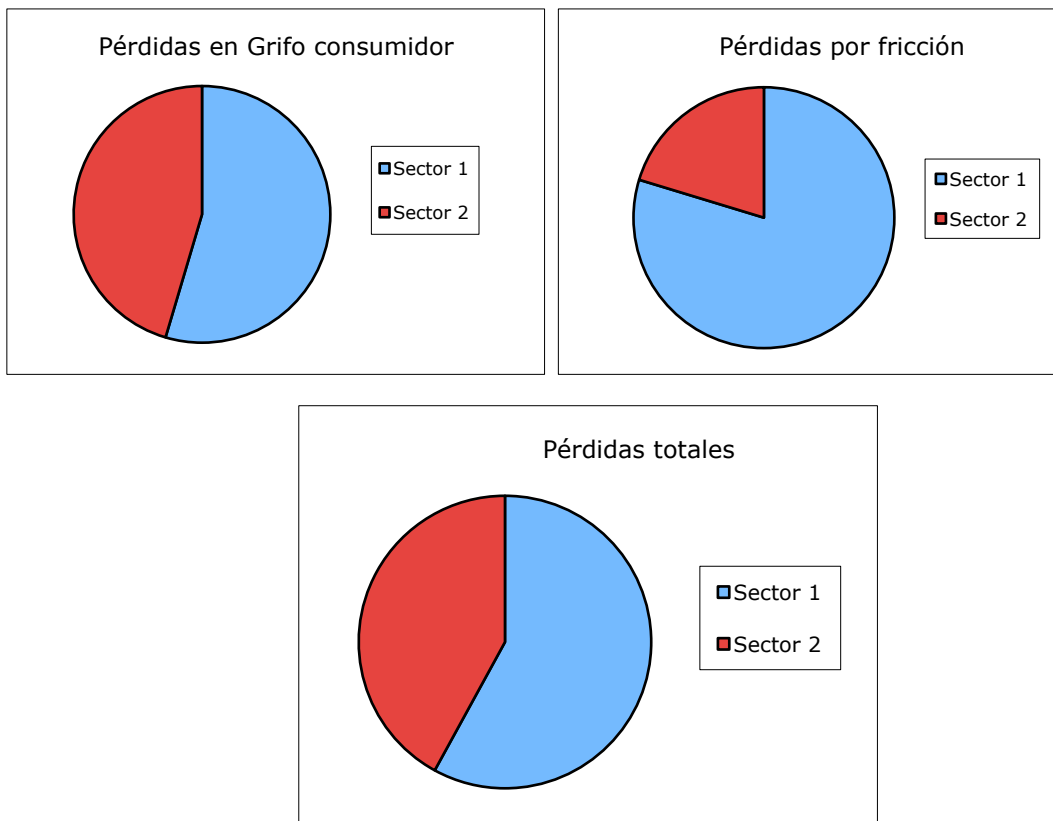 Pérdidas en Grifo consumidor
Sector 1
Sector 2
Pérdidas por fricción
Sector 1
Sector 2
Pérdidas totales
Sector 1
Sector 2